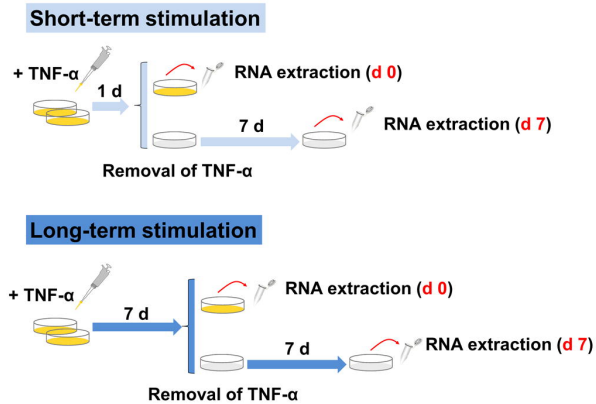 Short-term stimulation
+ TNF-α
1 d
RNA extraction (d 0)
7 d
RNA extraction (d 7)
Removal of TNF-α
Long-term stimulation
+ TNF-α
7 d
RNA extraction (d 0)
7 d
RNA extraction (d 7)
Removal of TNF-α